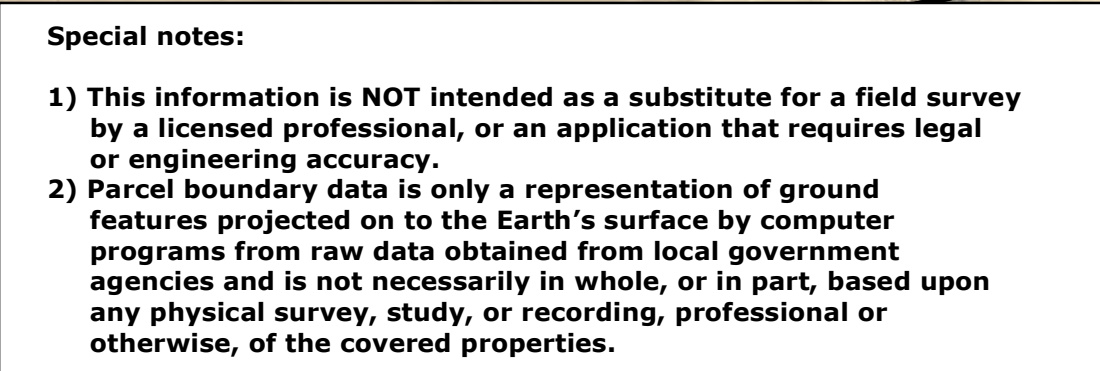 Special notes:
1) This information is NOT intended as a substitute for a field survey
by a licensed professional, or an application that requires legal
or engineering accuracy.
2) Parcel boundary data is only a representation of ground
features projected on to the Earth’s surface by computer
programs from raw data obtained from local government
agencies and is not necessarily in whole, or in part, based upon
any physical survey, study, or recording, professional or
otherwise, of the covered properties.